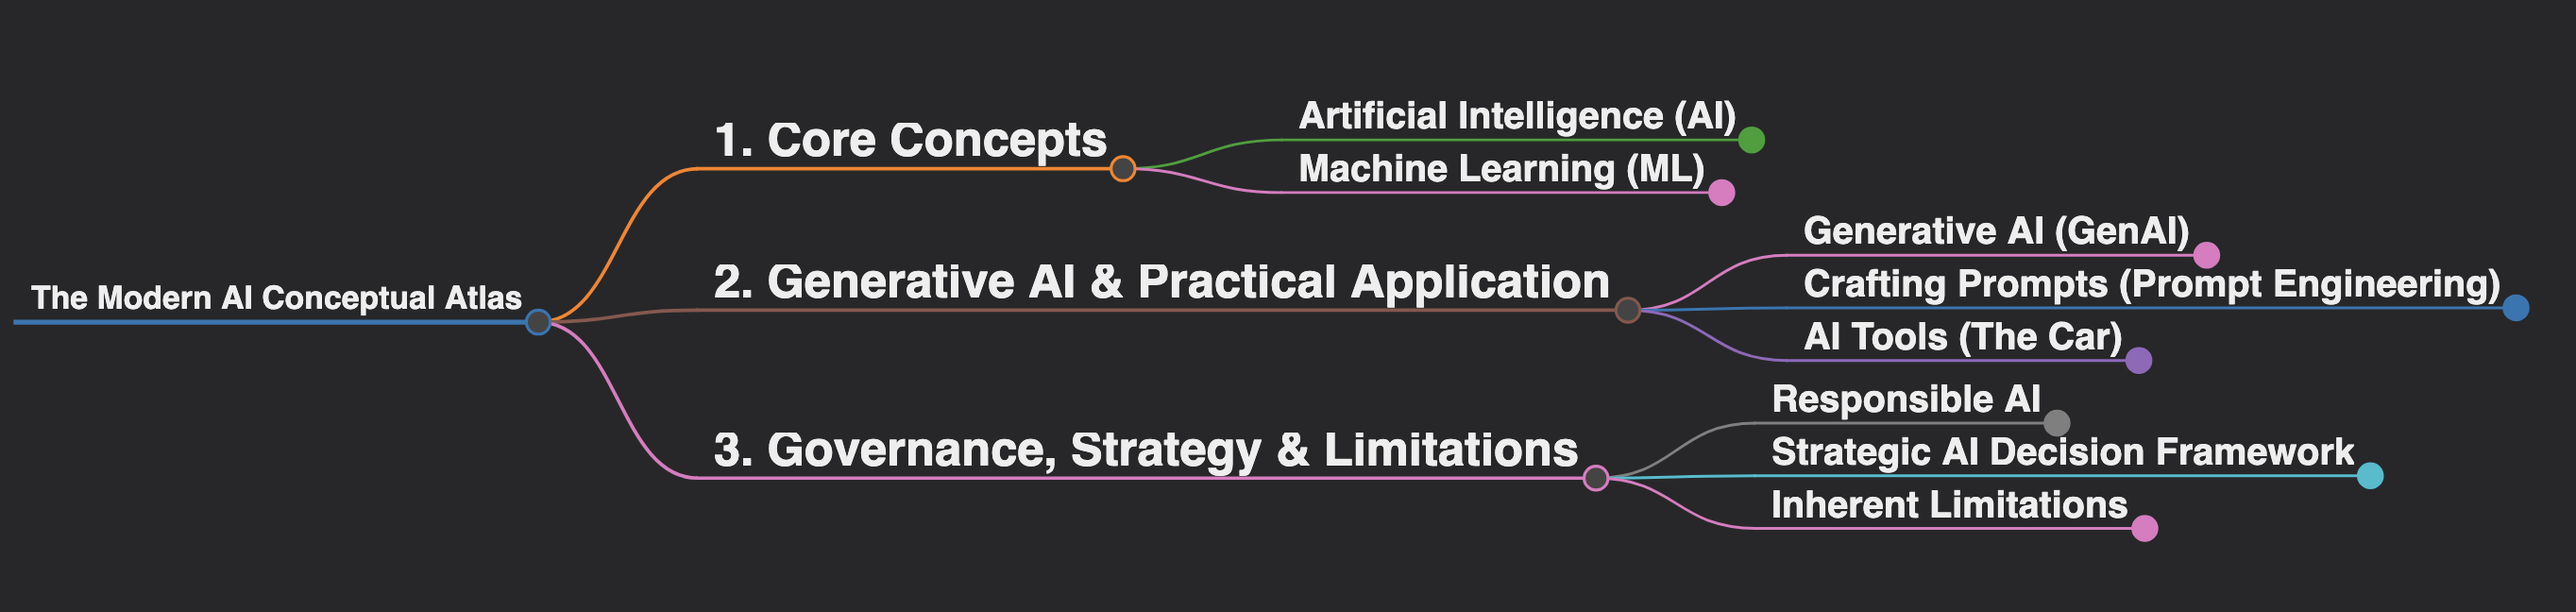 The Modern AI Conceptual Atlas
1. Core Concepts
Artificial Intelligence (AI)
Machine Learning (ML)
2. Generative AI & Practical Application
Generative AI (GenAI)
Crafting Prompts (Prompt Engineering)
AI Tools (The Car)
3. Governance, Strategy & Limitations
Responsible AI
Strategic AI Decision Framework
Inherent Limitations